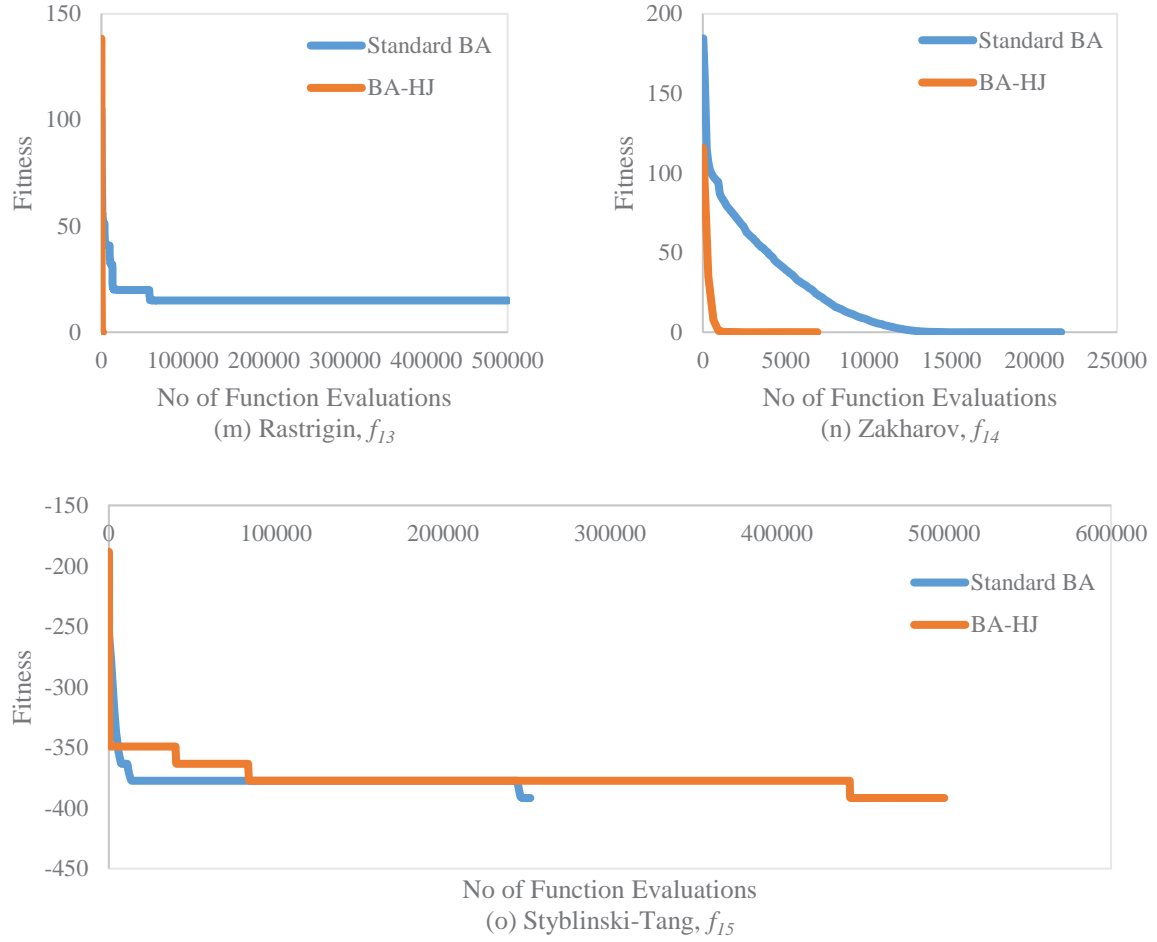 150
100
50
0
Fitness
Standard BA
BA-HJ
0 100000 200000 300000 400000 500000
No of Function Evaluations
(m) Rastrigin, f13
200
150
100
50
0
Fitness
Standard BA
BA-HJ
0 5000 10000 15000 20000 25000
No of Function Evaluations
(n) Zakharov, f14
-150
-200
-250
-300
-350
-400
-450
Fitness
0 100000 200000 300000 400000 500000 600000
Standard BA
BA-HJ
No of Function Evaluations
(o) Styblinski-Tang, f15